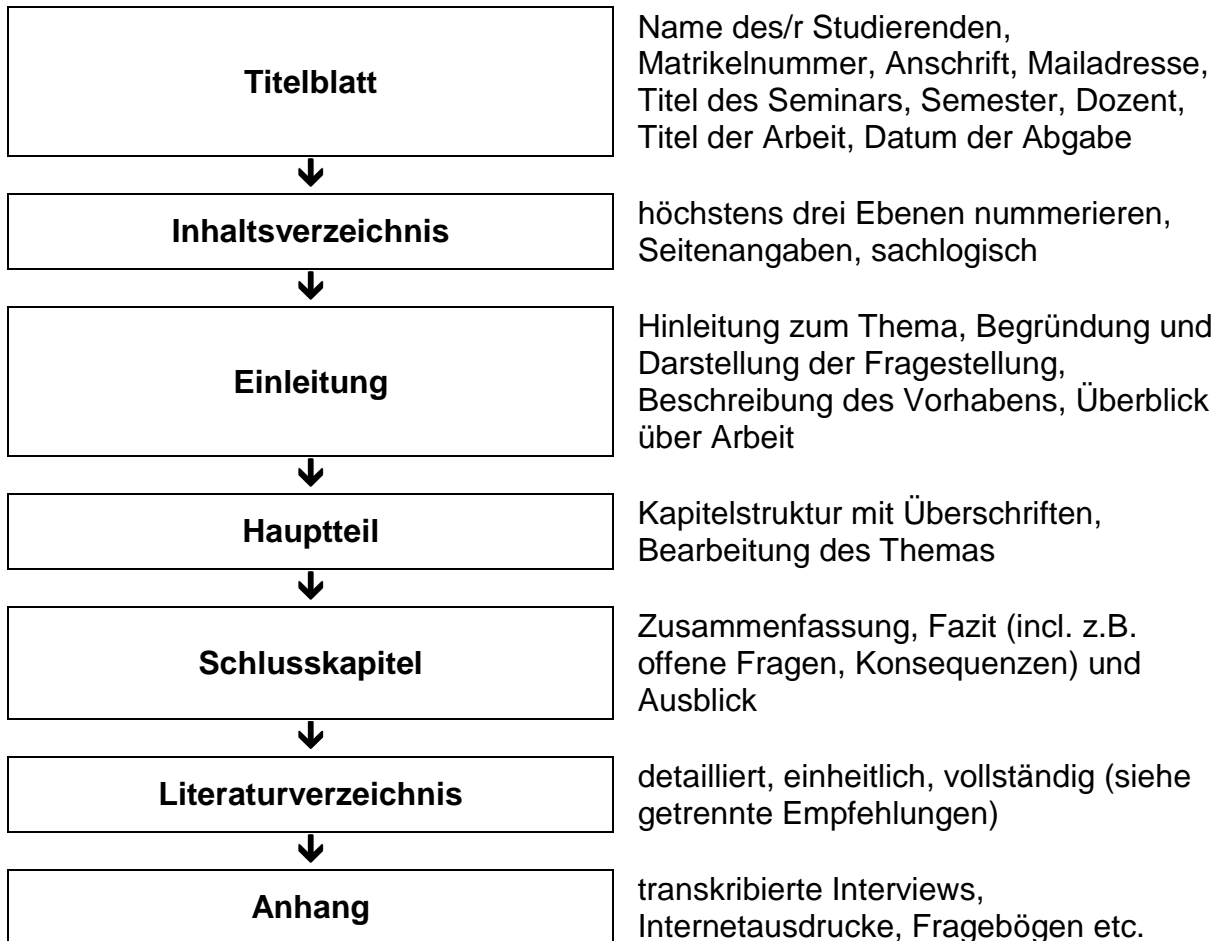 Titelblatt
Name des/r Studierenden,
Matrikelnummer, Anschrift, Mailadresse,
Titel des Seminars, Semester, Dozent,
Titel der Arbeit, Datum der Abgabe
Inhaltsverzeichnis
höchstens drei Ebenen nummerieren,
Seitenangaben, sachlogisch
Einleitung
Hinleitung zum Thema, Begründung und
Darstellung der Fragestellung,
Beschreibung des Vorhabens, Überblick
über Arbeit
Hauptteil
Kapitelstruktur mit Überschriften,
Bearbeitung des Themas
Schlusskapitel
Zusammenfassung, Fazit (incl. z.B.
offene Fragen, Konsequenzen) und
Ausblick
Literaturverzeichnis
detailliert, einheitlich, vollständig (siehe
getrennte Empfehlungen)
Anhang
transkribierte Interviews,
Internetausdrucke, Fragebögen etc.